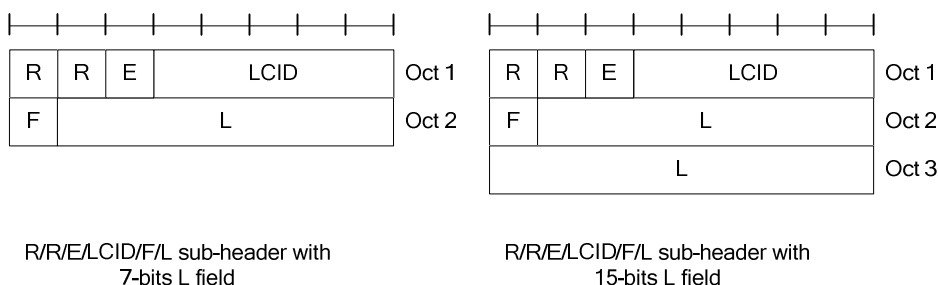 R R E LCID Oct 1
F L Oct 2
R/R/E/LCID/F/L sub-header with
7-bits L field
R R E LCID Oct 1
F L Oct 2
L Oct 3
R/R/E/LCID/F/L sub-header with
15-bits L field